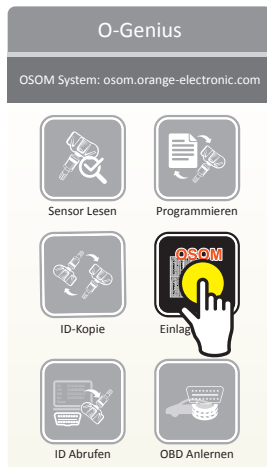 O-Genius
OSOM System: osom.orange-electronic.com
Sensor Lesen
Programmieren
ID-Kopie
OSOM
ID Abrufen
OBD Anlernen